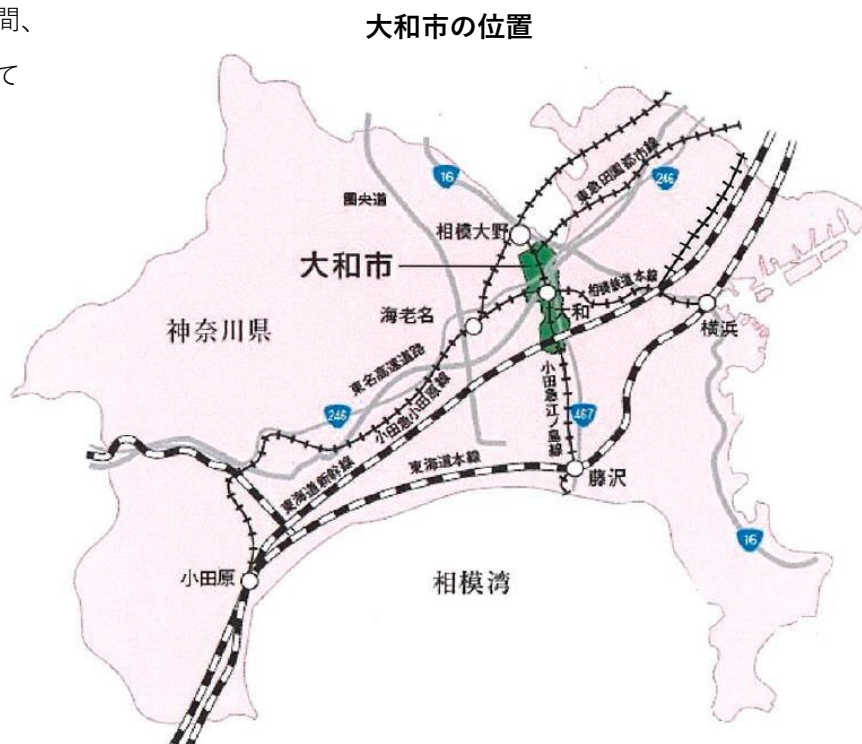 間、
て
大和市の位置
16
246
東急田園都市線
圏央道
相模大野
大和市
相模鉄道本線
大和
海老名
横浜
神奈川県
東名高速道路
小田急小田原線
小田急江ノ島線
246
467
東海道新幹線
東海道本線
藤沢
16
小田原
相模湾